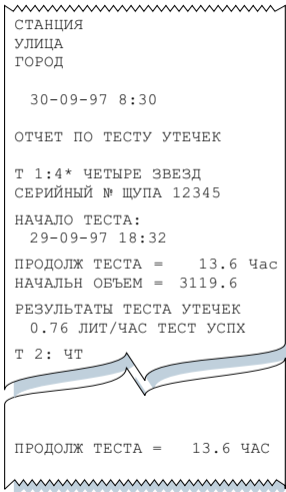 СТАНЦИЯ
УЛИЦА
ГОРОД
30-09-97 8:30
ОТЧЕТ ПО ТЕСТУ УТЕЧЕК
Т 1:4* ЧЕТЫРЕ ЗВЕЗД
СЕРИЙНЫЙ № ЩУПА 12345
НАЧАЛО ТЕСТА:
29-09-97 18:32
ПРОДОЛЖ ТЕСТА = 13.6 Час
НАЧАЛЬН ОБЪЕМ = 3119.6
РЕЗУЛЬТАТЫ ТЕСТА УТЕЧЕК
0.76 ЛИТ/ЧАС ТЕСТ УСПХ
Т 2: ЧТ
ПРОДОЛЖ ТЕСТА = 13.6 ЧАС